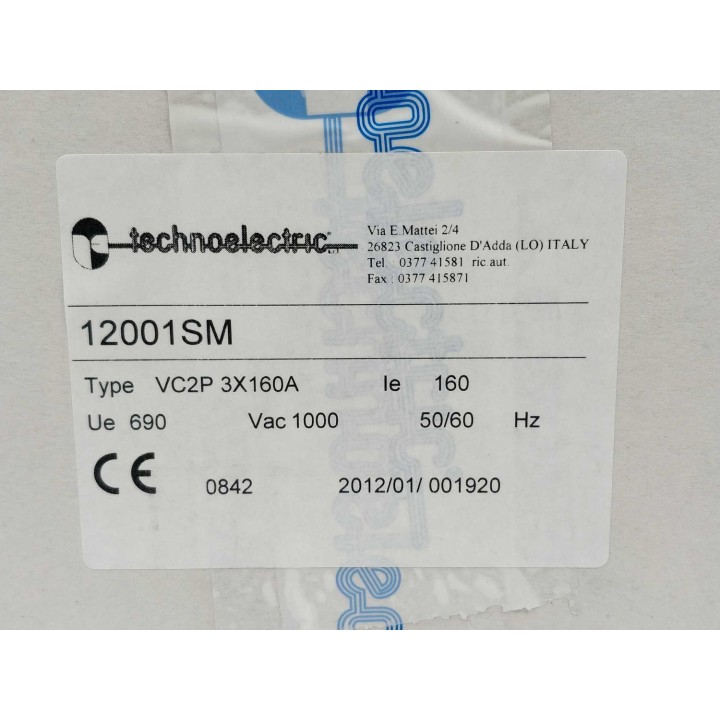 technoelectric
Via E.Mattei 2/4
26823 Castiglione D'Adda (LO) ITALY
Tel. 0377 41581 ric.aut.
Fax : 0377 415871
12001SM
Type VC2P 3X160A Ie 160
Ue 690 Vac 1000 50/60 Hz
CE 0842 2012/01/ 001920